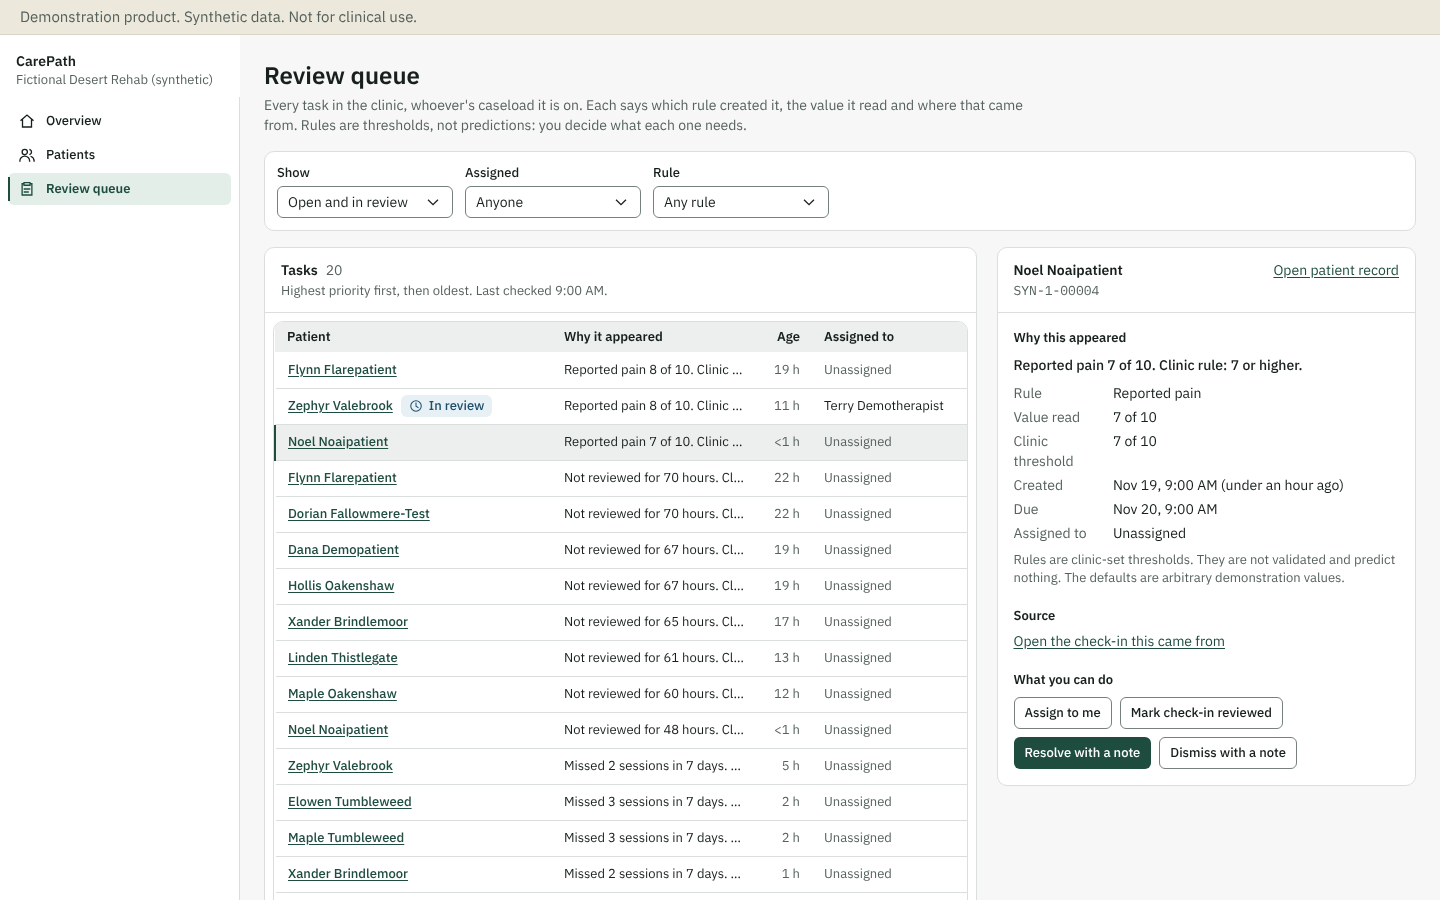 Demonstration product. Synthetic data. Not for clinical use.
CarePath
Fictional Desert Rehab (synthetic)
Overview
Patients
Review queue
Review queue
Every task in the clinic, whoever's caseload it is on. Each says which rule created it, the value it read and where that came
from. Rules are thresholds, not predictions: you decide what each one needs.
Show
Assigned
Rule
Open and in review
Anyone
Any rule
Tasks 20
Highest priority first, then oldest. Last checked 9:00 AM.
Patient Why it appeared Age Assigned to
Flynn Flarepatient Reported pain 8 of 10. Clinic ... 19 h Unassigned
Zephyr Valebrook In review Reported pain 8 of 10. Clinic ... 11 h Terry Demotherapist
Noel Noaipatient Reported pain 7 of 10. Clinic ... <1 h Unassigned
Flynn Flarepatient Not reviewed for 70 hours. Cl... 22 h Unassigned
Dorian Fallowmere-Test Not reviewed for 70 hours. Cl... 22 h Unassigned
Dana Demopatient Not reviewed for 67 hours. Cl... 19 h Unassigned
Hollis Oakenshaw Not reviewed for 67 hours. Cl... 19 h Unassigned
Xander Brindlemoor Not reviewed for 65 hours. Cl... 17 h Unassigned
Linden Thistlegate Not reviewed for 61 hours. Cl... 13 h Unassigned
Maple Oakenshaw Not reviewed for 60 hours. Cl... 12 h Unassigned
Noel Noaipatient Not reviewed for 48 hours. Cl... <1 h Unassigned
Zephyr Valebrook Missed 2 sessions in 7 days. ... 5 h Unassigned
Elowen Tumbleweed Missed 3 sessions in 7 days. ... 2 h Unassigned
Maple Tumbleweed Missed 3 sessions in 7 days. ... 2 h Unassigned
Xander Brindlemoor Missed 2 sessions in 7 days. ... 1 h Unassigned
Noel Noaipatient Open patient record
SYN-1-00004
Why this appeared
Reported pain 7 of 10. Clinic rule: 7 or higher.
Rule Reported pain
Value read 7 of 10
Clinic 7 of 10
threshold
Created Nov 19, 9:00 AM (under an hour ago)
Due Nov 20, 9:00 AM
Assigned to Unassigned
Rules are clinic-set thresholds. They are not validated and predict
nothing. The defaults are arbitrary demonstration values.
Source
Open the check-in this came from
What you can do
Assign to me Mark check-in reviewed
Resolve with a note Dismiss with a note